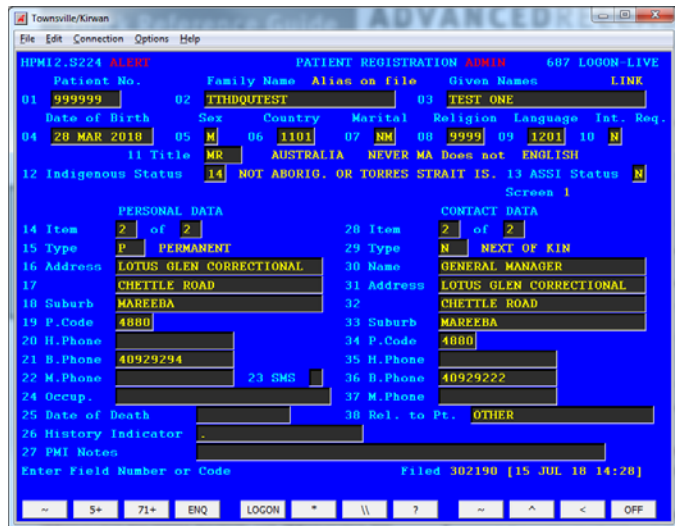 Townsville/Kirwan
File Edit Connection Options Help
HPMI2.S224 ALERT PATIENT REGISTRATION ADMIN 687 LOGON-LIVE
Patient No. Family Name Alias on file Given Names LINK
01 999999 02 TTHDQUTEST 03 TEST ONE
Date of Birth Sex Country Marital Religion Language Int. Req.
04 28 MAR 2018 05 M 06 1101 07 NM 08 9999 09 1201 10 N
11 Title MR AUSTRALIA NEVER MA Does not ENGLISH
12 Indigenous Status 14 NOT ABORIG. OR TORRES STRAIT IS. 13 ASSI Status N
Screen 1
PERSONAL DATA CONTACT DATA
14 Item 2 of 2 28 Item 2 of 2
15 Type P PERMANENT 29 Type N NEXT OF KIN
16 Address LOTUS GLEN CORRECTIONAL 30 Name GENERAL MANAGER
17 CHETTLE ROAD 31 Address LOTUS GLEN CORRECTIONAL
18 Suburb MAREEBA 32 CHETTLE ROAD
19 P.Code 4880 33 Suburb MAREEBA
20 H.Phone 34 P.Code 4880
21 B.Phone 40929294 35 H.Phone
22 M.Phone 23 SMS 36 B.Phone 40929222
24 Occup. 37 M.Phone
25 Date of Death 38 Rel. to Pt. OTHER
26 History Indicator .
27 PMI Notes
Enter Field Number or Code Filed 302190 [15 JUL 18 14:28]
~ 5+ 71+ ENQ LOGON * \\ ? ~ ^ < OFF